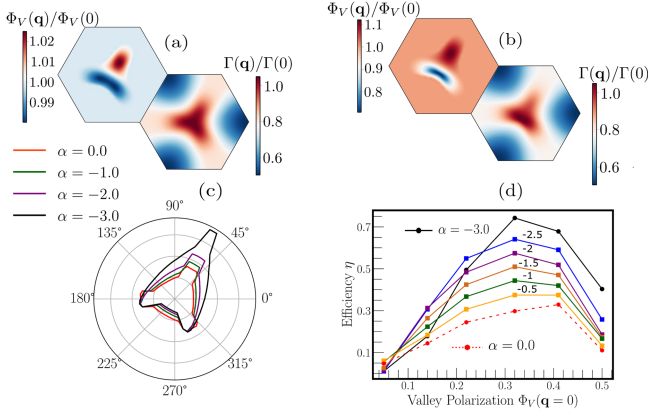 Φ_V(q)/Φ_V(0)
(a)
1.02
1.01
1.00
0.99
Γ(q)/Γ(0)
1.0
0.8
0.6
Φ_V(q)/Φ_V(0)
(b)
1.1
1.0
0.9
0.8
Γ(q)/Γ(0)
1.0
0.8
0.6
α = 0.0
α = −1.0
α = −2.0
α = −3.0
(c)
90°
135°
45°
180°
0°
225°
315°
270°
(d)
α = −3.0
-2.5
-2
-1.5
-1
-0.5
α = 0.0
0.7
0.5
0.3
0.1
Efficiency η
0.1
0.2
0.3
0.4
0.5
Valley Polarization Φ_V(q = 0)